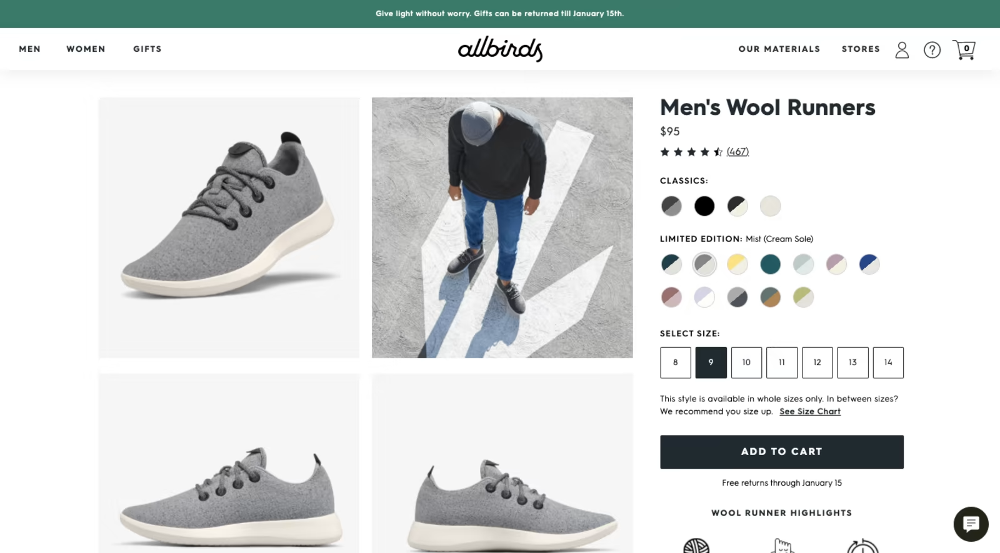 Give light without worry. Gifts can be returned till January 15th.
MEN WOMEN GIFTS allbirds OUR MATERIALS STORES ? 0
Men's Wool Runners
$95
(467)
CLASSICS:
LIMITED EDITION: Mist (Cream Sole)
SELECT SIZE:
8 9 10 11 12 13 14
This style is available in whole sizes only. In between sizes?
We recommend you size up. See Size Chart
ADD TO CART
Free returns through January 15
WOOL RUNNER HIGHLIGHTS